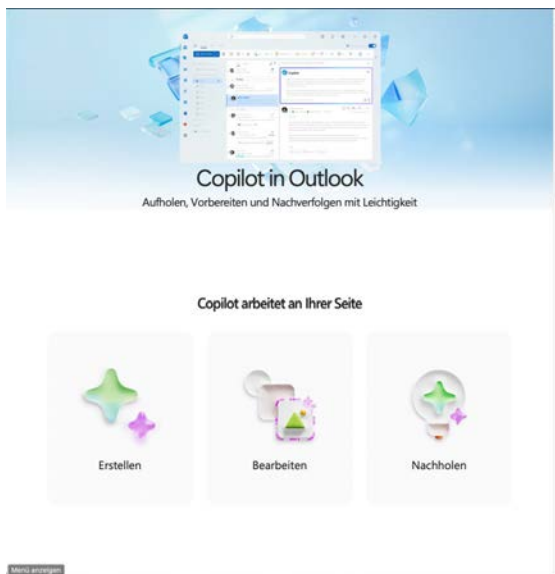 Copilot
Copilot in Outlook
Aufholen, Vorbereiten und Nachverfolgen mit Leichtigkeit
Copilot arbeitet an Ihrer Seite
Erstellen
Bearbeiten
Nachholen
Menü anzeigen